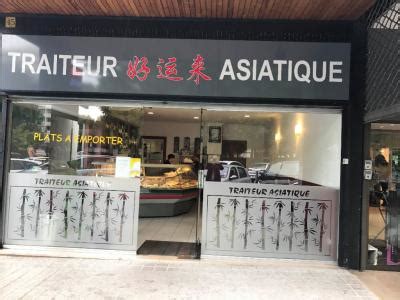 TRAITEUR 好运来 ASIATIQUE
PLATS A EMPORTER
TRAITEUR ASIATIQUE
TRAITEUR ASIATIQUE